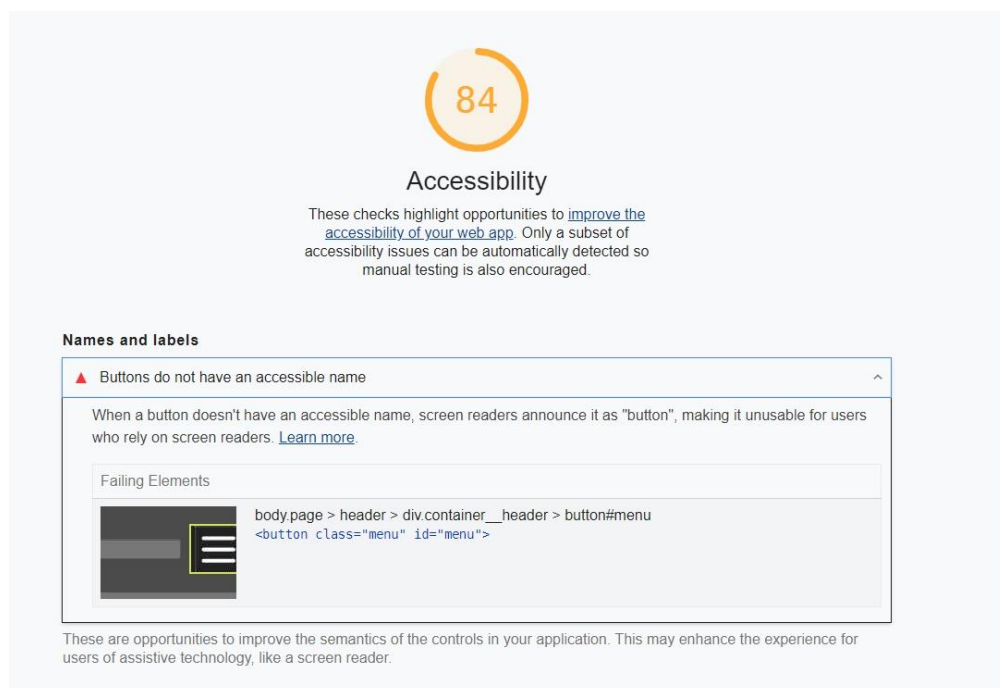 84
Accessibility
These checks highlight opportunities to improve the
accessibility of your web app. Only a subset of
accessibility issues can be automatically detected so
manual testing is also encouraged.
Names and labels
Buttons do not have an accessible name
When a button doesn't have an accessible name, screen readers announce it as "button", making it unusable for users
who rely on screen readers. Learn more.
Failing Elements
body.page > header > div.container__header > button#menu
<button class="menu" id="menu">
These are opportunities to improve the semantics of the controls in your application. This may enhance the experience for
users of assistive technology, like a screen reader.